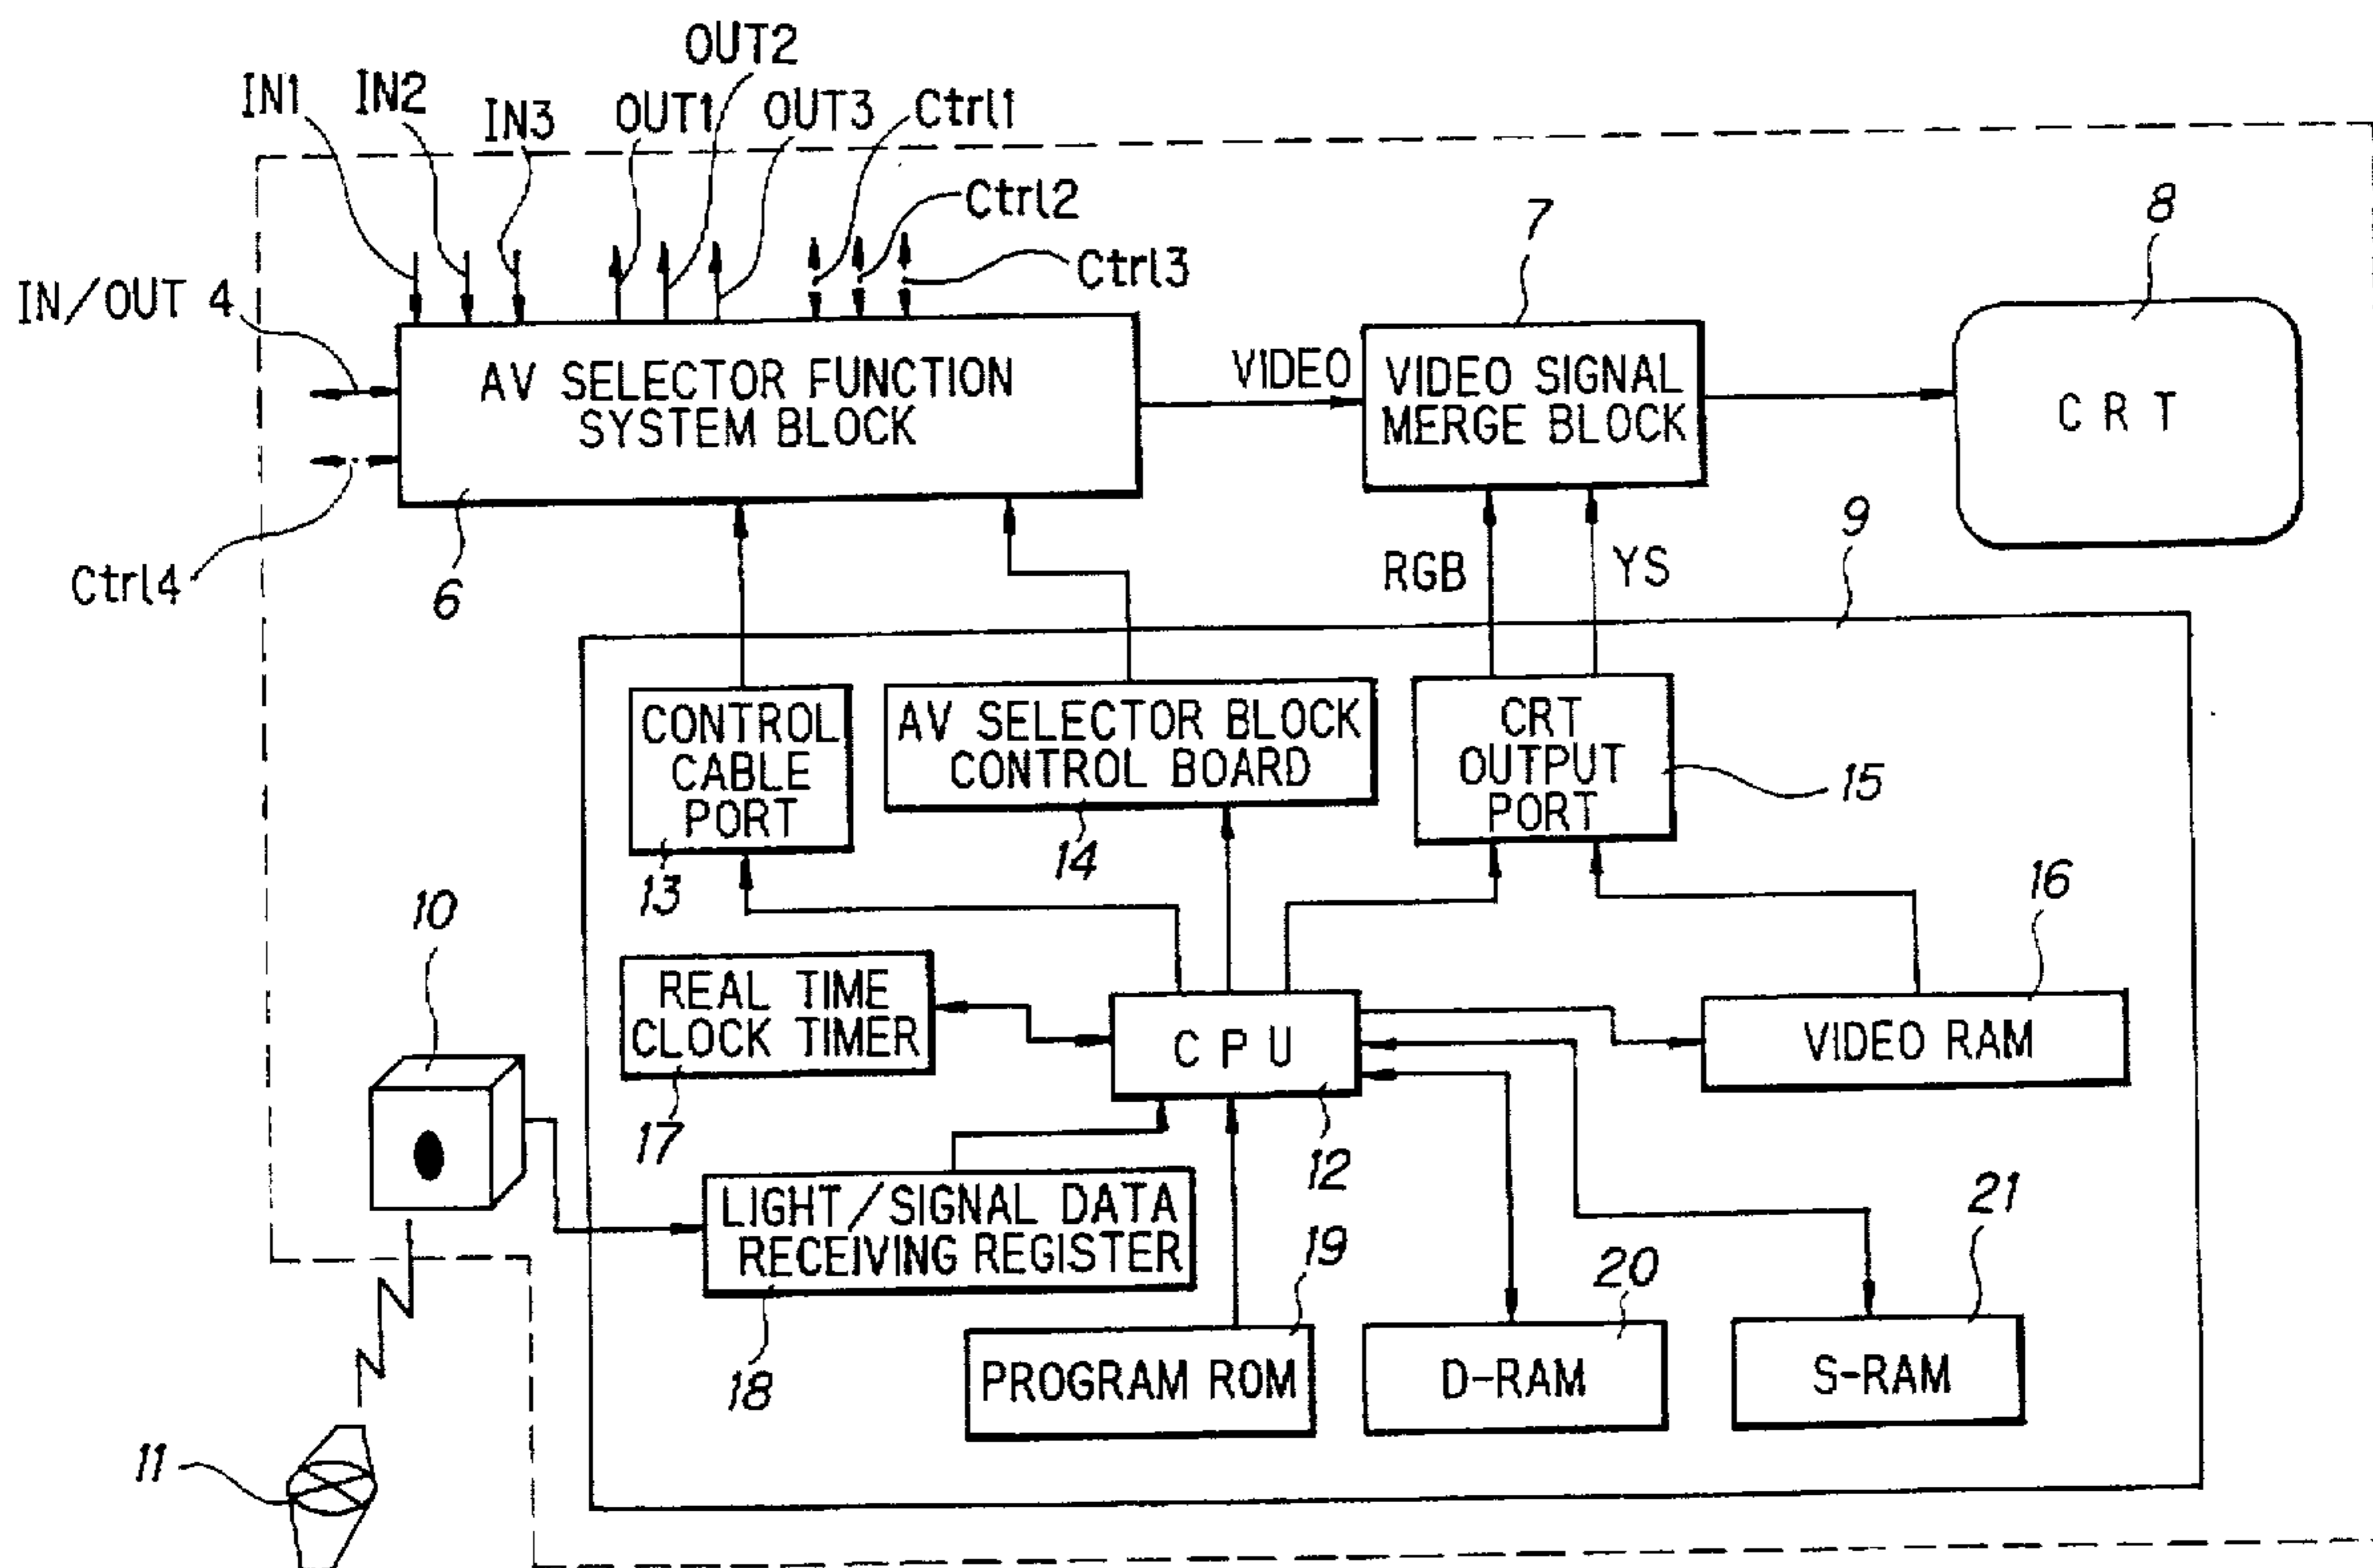 OUT2
IN1
IN2
IN3
OUT1
OUT3
Ctrl1
Ctrl2
Ctrl3
7
8
IN/OUT 4
AV SELECTOR FUNCTION
SYSTEM BLOCK
VIDEO
VIDEO SIGNAL
MERGE BLOCK
CRT
Ctrl4
6
RGB
YS
9
CONTROL
CABLE
PORT
AV SELECTOR BLOCK
CONTROL BOARD
CRT
OUTPUT
PORT
15
13
14
16
10
REAL TIME
CLOCK TIMER
CPU
VIDEO RAM
17
12
LIGHT/SIGNAL DATA
RECEIVING REGISTER
19
20
21
18
PROGRAM ROM
D-RAM
S-RAM
11